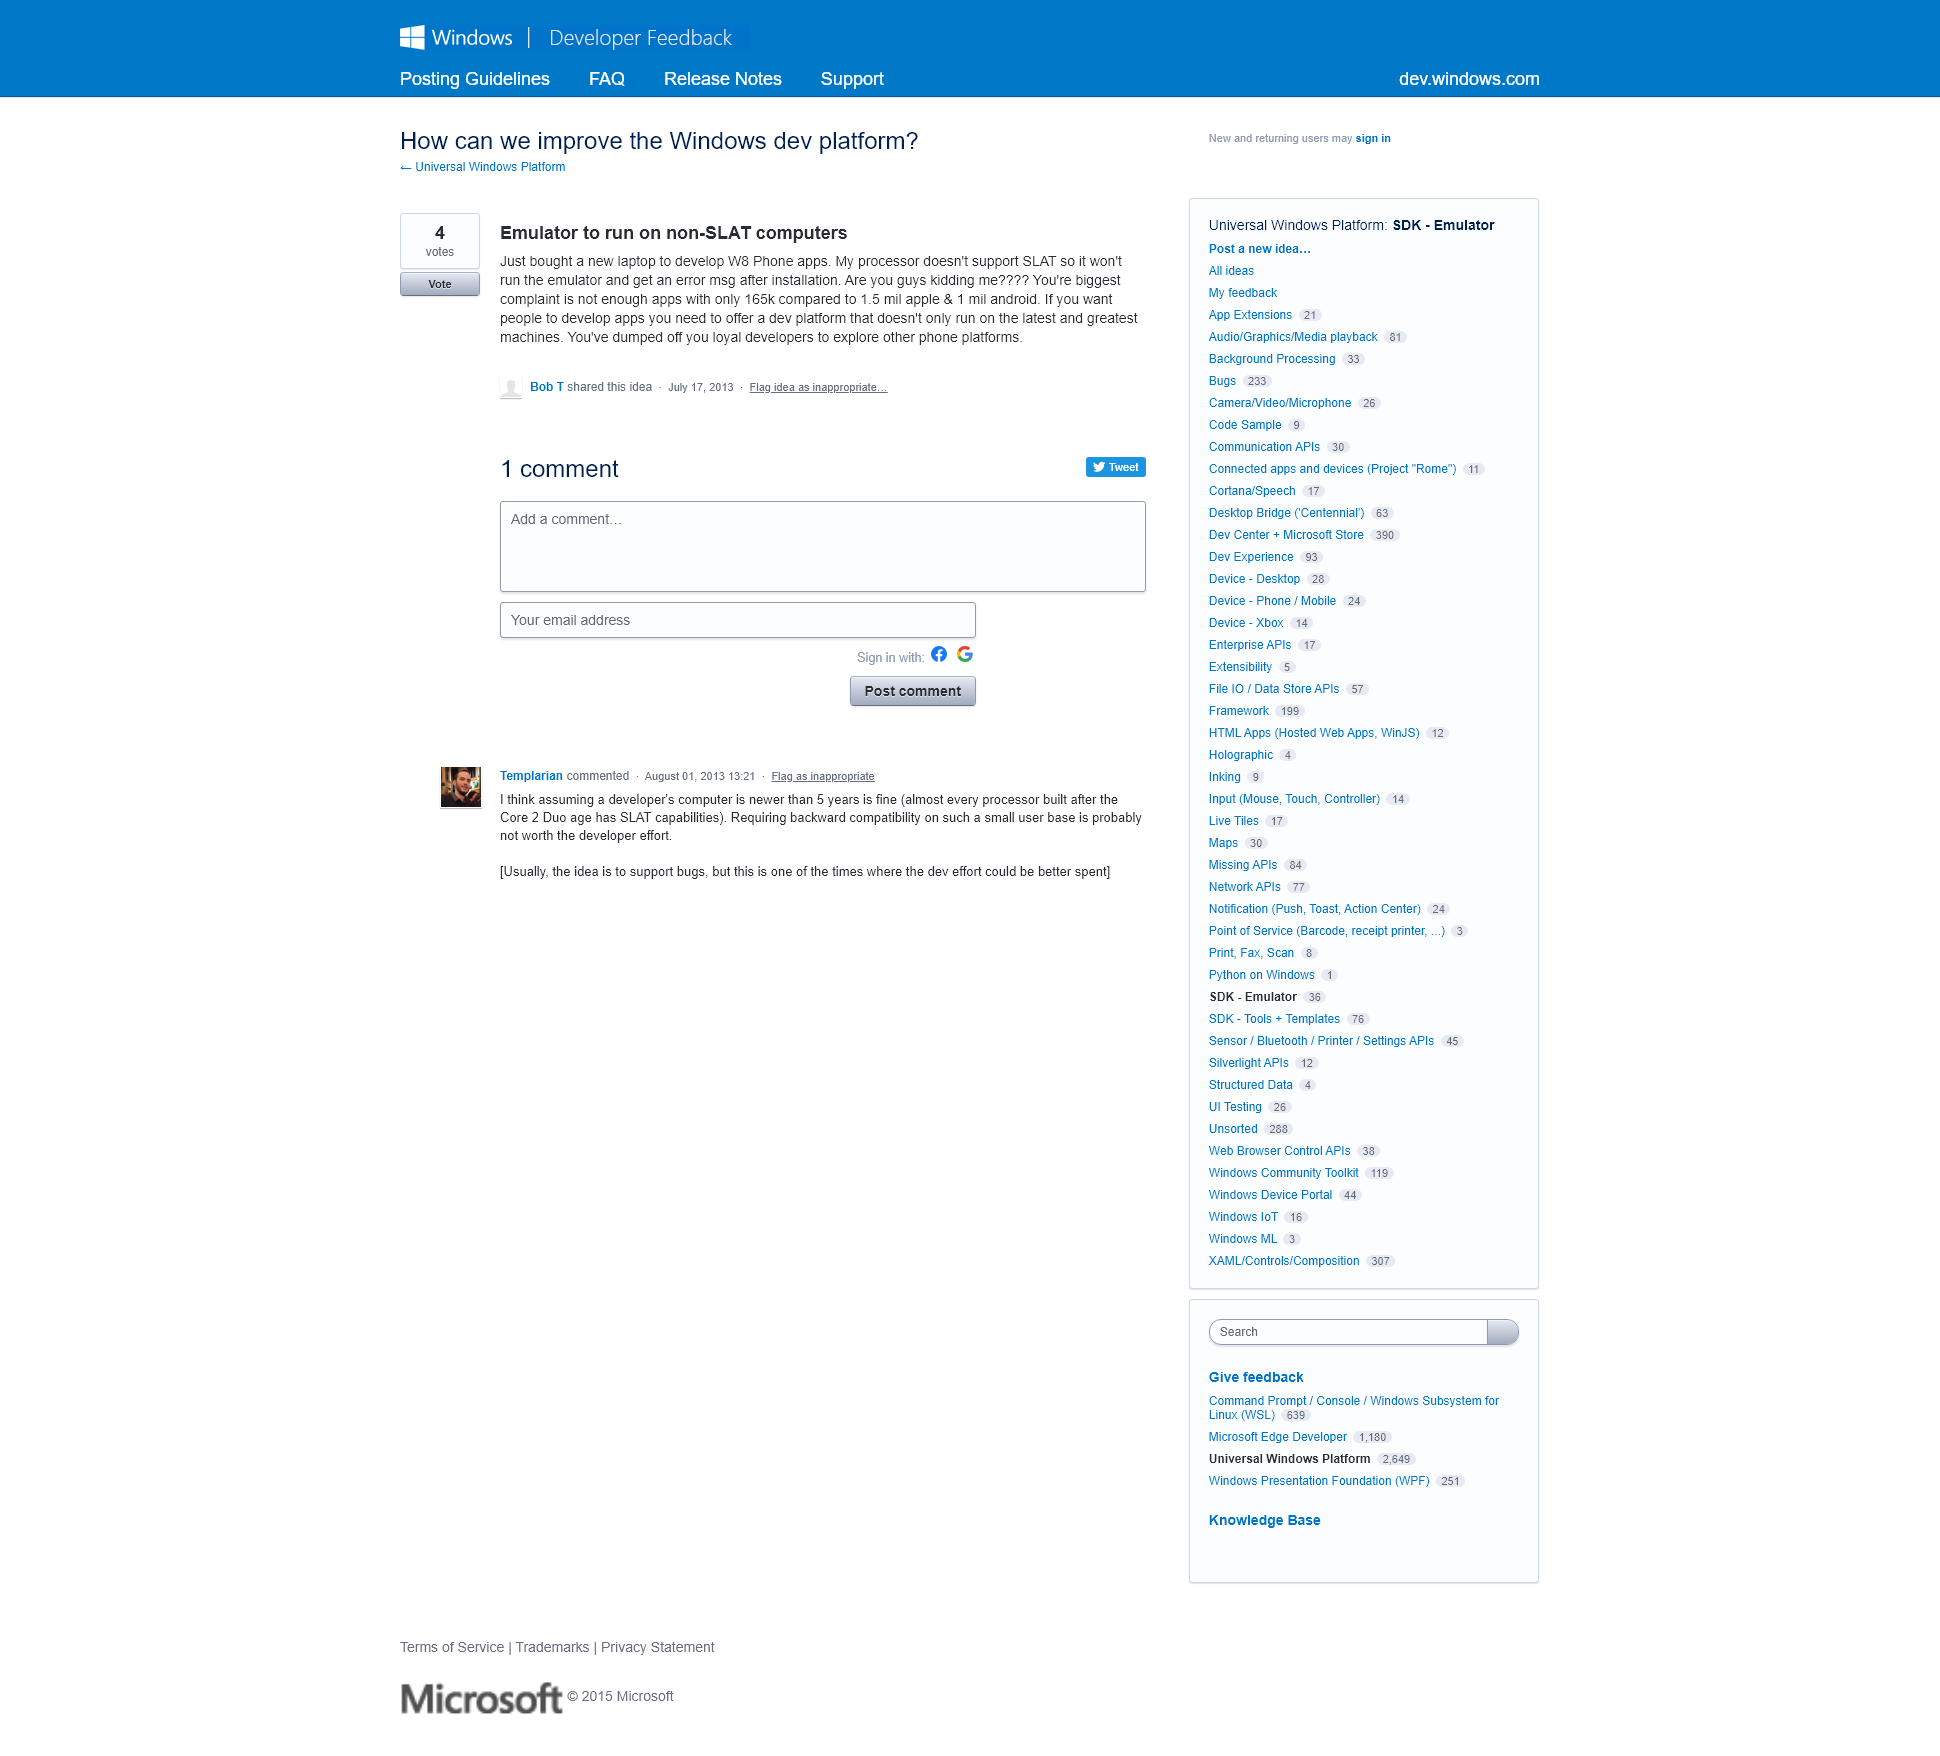 Windows | Developer Feedback
Posting Guidelines FAQ Release Notes Support dev.windows.com
How can we improve the Windows dev platform?
← Universal Windows Platform
New and returning users may sign in
4
votes
Vote
Emulator to run on non-SLAT computers
Just bought a new laptop to develop W8 Phone apps. My processor doesn't support SLAT so it won't
run the emulator and get an error msg after installation. Are you guys kidding me???? You're biggest
complaint is not enough apps with only 165k compared to 1.5 mil apple & 1 mil android. If you want
people to develop apps you need to offer a dev platform that doesn't only run on the latest and greatest
machines. You've dumped off you loyal developers to explore other phone platforms.
Bob T shared this idea · July 17, 2013 · Flag idea as inappropriate…
1 comment
Tweet
Add a comment…
Your email address
Sign in with:
Post comment
Templarian commented · August 01, 2013 13:21 · Flag as inappropriate
I think assuming a developer's computer is newer than 5 years is fine (almost every processor built after the
Core 2 Duo age has SLAT capabilities). Requiring backward compatibility on such a small user base is probably
not worth the developer effort.
[Usually, the idea is to support bugs, but this is one of the times where the dev effort could be better spent]
Universal Windows Platform: SDK - Emulator
Post a new idea…
All ideas
My feedback
App Extensions 21
Audio/Graphics/Media playback 81
Background Processing 33
Bugs 233
Camera/Video/Microphone 26
Code Sample 9
Communication APIs 30
Connected apps and devices (Project "Rome") 11
Cortana/Speech 17
Desktop Bridge ('Centennial') 63
Dev Center + Microsoft Store 390
Dev Experience 93
Device - Desktop 28
Device - Phone / Mobile 24
Device - Xbox 14
Enterprise APIs 17
Extensibility 5
File IO / Data Store APIs 57
Framework 199
HTML Apps (Hosted Web Apps, WinJS) 12
Holographic 4
Inking 9
Input (Mouse, Touch, Controller) 14
Live Tiles 17
Maps 30
Missing APIs 84
Network APIs 77
Notification (Push, Toast, Action Center) 24
Point of Service (Barcode, receipt printer, ...) 3
Print, Fax, Scan 8
Python on Windows 1
SDK - Emulator 36
SDK - Tools + Templates 76
Sensor / Bluetooth / Printer / Settings APIs 45
Silverlight APIs 12
Structured Data 4
UI Testing 26
Unsorted 288
Web Browser Control APIs 38
Windows Community Toolkit 119
Windows Device Portal 44
Windows IoT 16
Windows ML 3
XAML/Controls/Composition 307
Search
Give feedback
Command Prompt / Console / Windows Subsystem for
Linux (WSL) 639
Microsoft Edge Developer 1,180
Universal Windows Platform 2,649
Windows Presentation Foundation (WPF) 251
Knowledge Base
Terms of Service | Trademarks | Privacy Statement
Microsoft © 2015 Microsoft